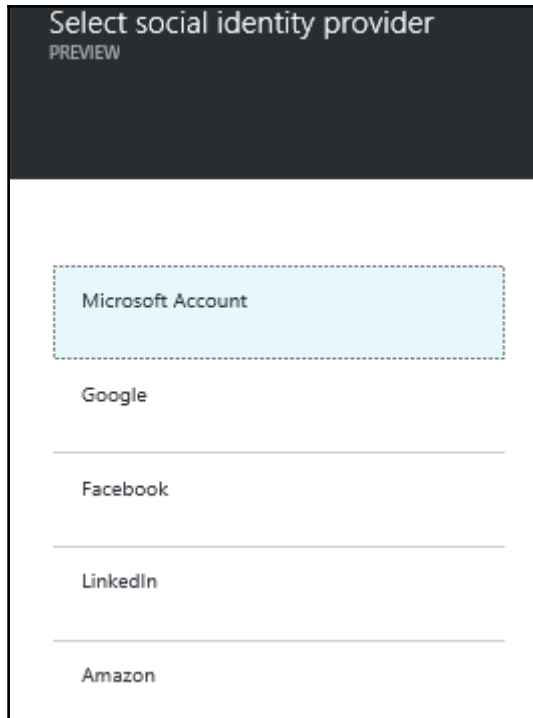 Select social identity provider
PREVIEW
Microsoft Account
Google
Facebook
LinkedIn
Amazon